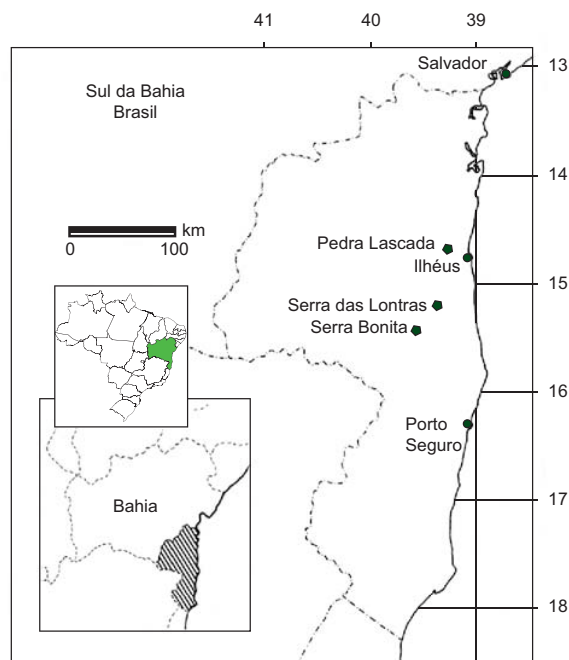 41
40
39
Salvador
13
Sul da Bahia
Brasil
14
km
0
100
Pedra Lascada
Ilhéus
15
Serra das Lontras
Serra Bonita
16
Porto
Seguro
17
Bahia
18